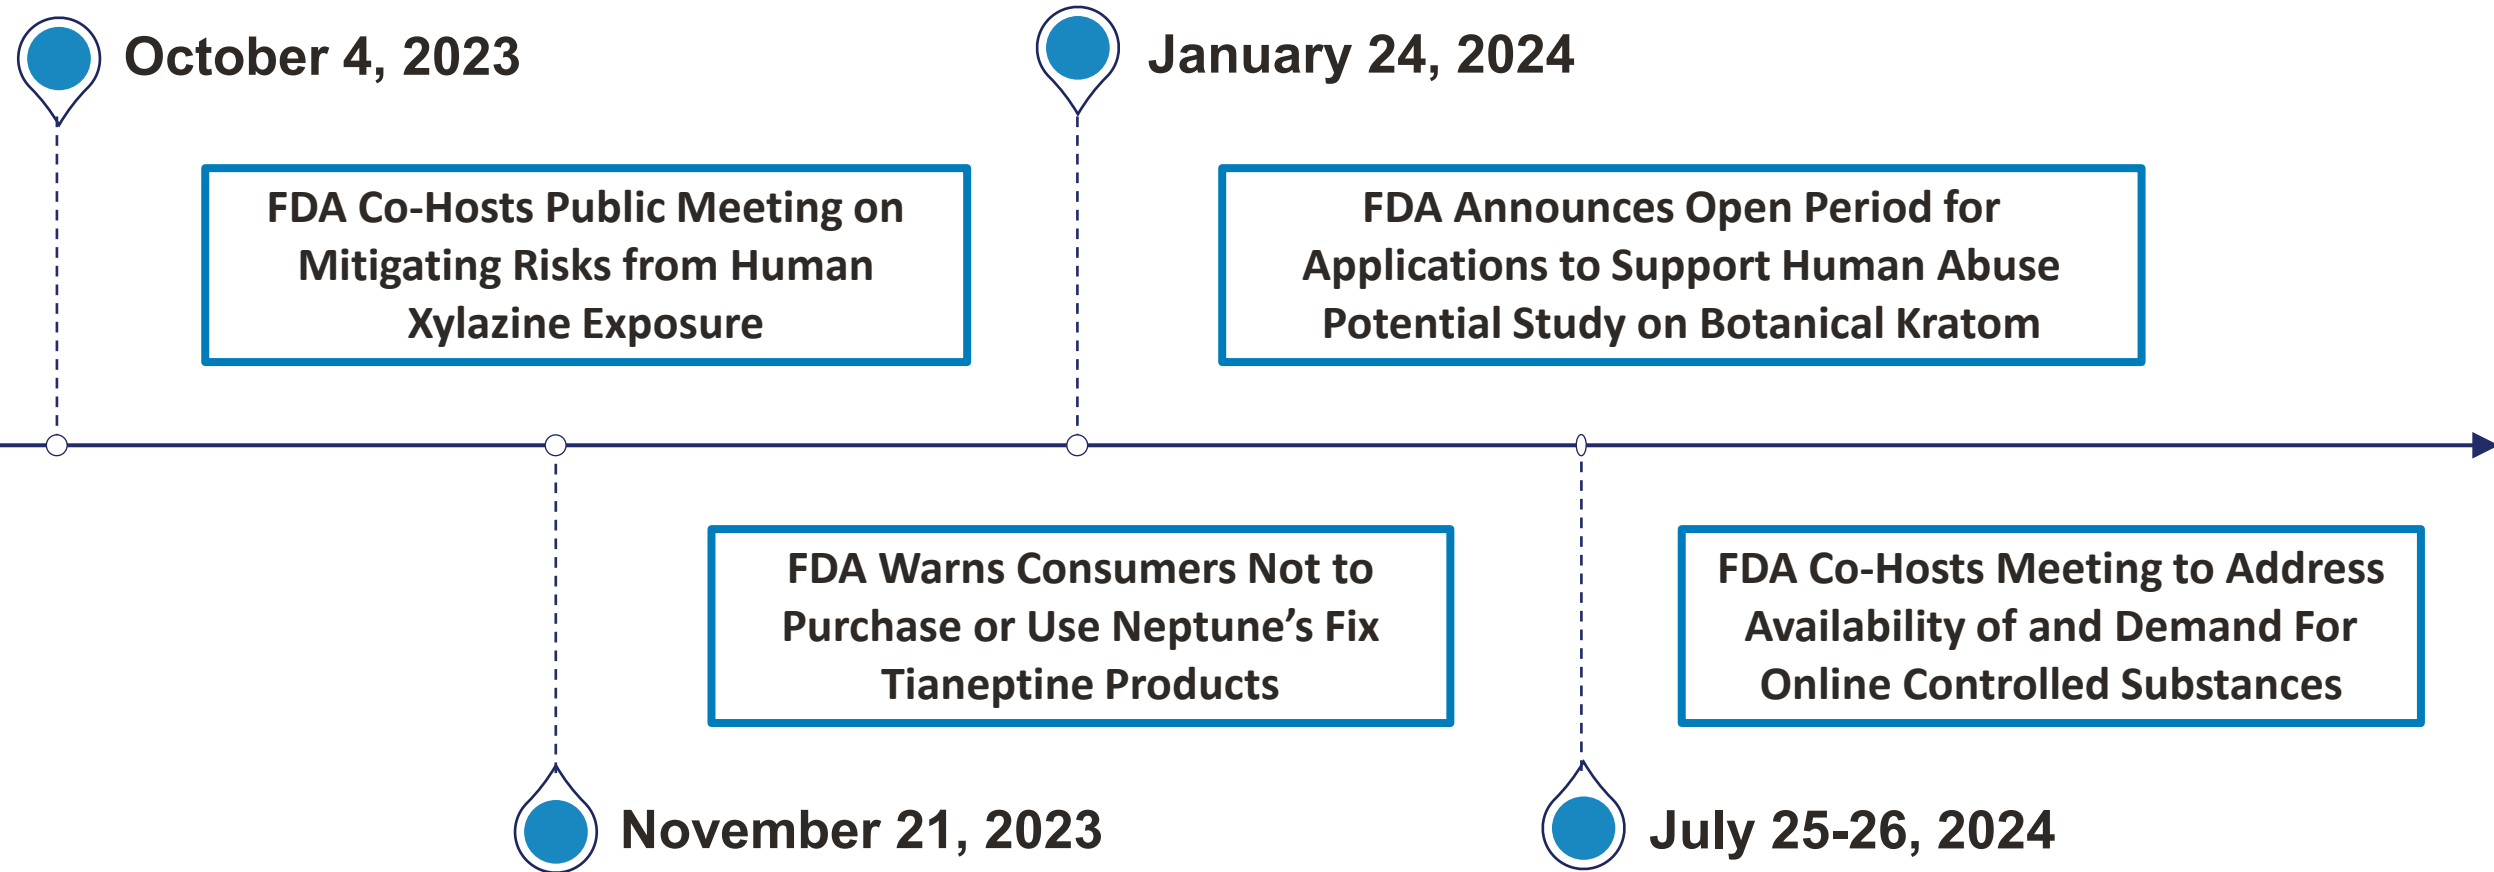 October 4, 2023
FDA Co-Hosts Public Meeting on
Mitigating Risks from Human
Xylazine Exposure
January 24, 2024
FDA Announces Open Period for
Applications to Support Human Abuse
Potential Study on Botanical Kratom
FDA Warns Consumers Not to
Purchase or Use Neptune’s Fix
Tianeptine Products
November 21, 2023
FDA Co-Hosts Meeting to Address
Availability of and Demand For
Online Controlled Substances
July 25-26, 2024